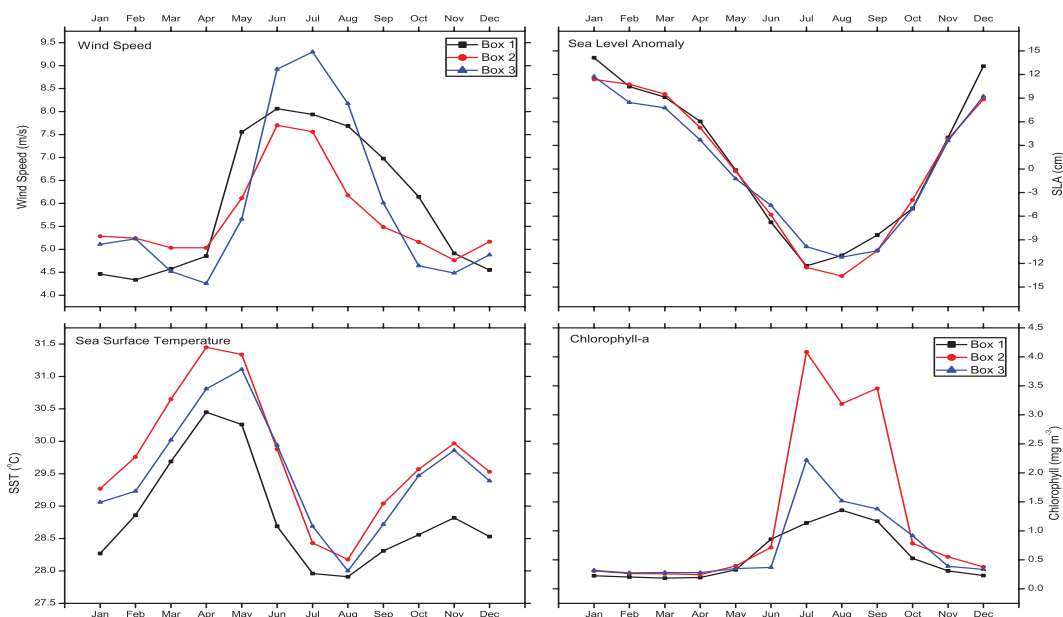 Jan Feb Mar Apr May Jun Jul Aug Sep Oct Nov Dec
Jan Feb Mar Apr May Jun Jul Aug Sep Oct Nov Dec
Wind Speed
Box 1
Box 2
Box 3
9.5
9.0
8.5
8.0
7.5
7.0
6.5
6.0
5.5
5.0
4.5
4.0
Wind Speed (m/s)
Sea Level Anomaly
15
12
9
6
3
0
-3
-6
-9
-12
-15
SLA (cm)
Sea Surface Temperature
31.5
31.0
30.5
30.0
29.5
29.0
28.5
28.0
27.5
SST (⁰C)
Chlorophyll-a
Box 1
Box 2
Box 3
4.5
4.0
3.5
3.0
2.5
2.0
1.5
1.0
0.5
0.0
Chlorophyll (mg m⁻³)
Jan Feb Mar Apr May Jun Jul Aug Sep Oct Nov Dec
Jan Feb Mar Apr May Jun Jul Aug Sep Oct Nov Dec